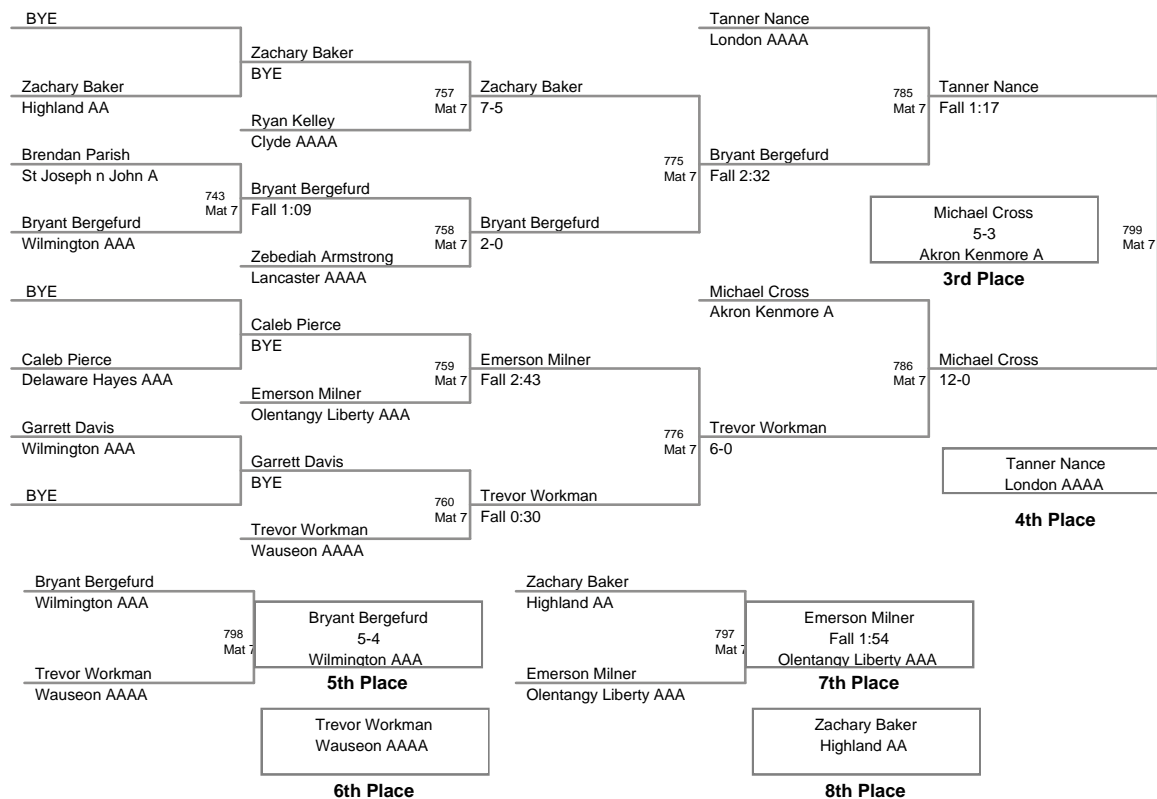 BYE
Zachary Baker
Highland AA
Brendan Parish
St Joseph n John A
743
Mat 7
Bryant Bergefurd
Wilmington AAA
BYE
Caleb Pierce
Delaware Hayes AAA
Garrett Davis
Wilmington AAA
BYE
Zachary Baker
BYE
757
Mat 7
Ryan Kelley
Clyde AAAA
Bryant Bergefurd
Fall 1:09
758
Mat 7
Zebediah Armstrong
Lancaster AAAA
Caleb Pierce
BYE
759
Mat 7
Emerson Milner
Olentangy Liberty AAA
Garrett Davis
BYE
760
Mat 7
Trevor Workman
Wauseon AAAA
Zachary Baker
7-5
775
Mat 7
Bryant Bergefurd
2-0
Emerson Milner
Fall 2:43
776
Mat 7
Trevor Workman
Fall 0:30
Tanner Nance
London AAAA
785
Mat 7
Bryant Bergefurd
Fall 2:32
Michael Cross
Akron Kenmore A
786
Mat 7
Trevor Workman
6-0
Tanner Nance
Fall 1:17
799
Mat 7
Michael Cross
12-0
Michael Cross
5-3
Akron Kenmore A
3rd Place
Tanner Nance
London AAAA
4th Place
Bryant Bergefurd
Wilmington AAA
798
Mat 7
Trevor Workman
Wauseon AAAA
Bryant Bergefurd
5-4
Wilmington AAA
5th Place
Trevor Workman
Wauseon AAAA
6th Place
Zachary Baker
Highland AA
797
Mat 7
Emerson Milner
Olentangy Liberty AAA
Emerson Milner
Fall 1:54
Olentangy Liberty AAA
7th Place
Zachary Baker
Highland AA
8th Place